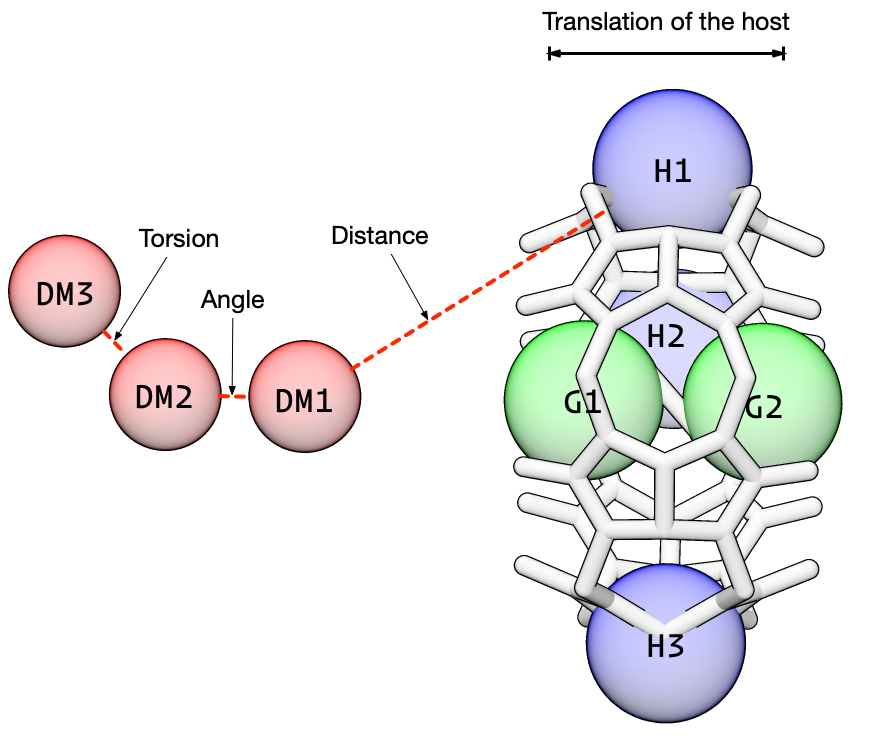 Translation of the host
H1
Torsion
Distance
DM3
Angle
H2
DM2
DM1
G1
G2
H3